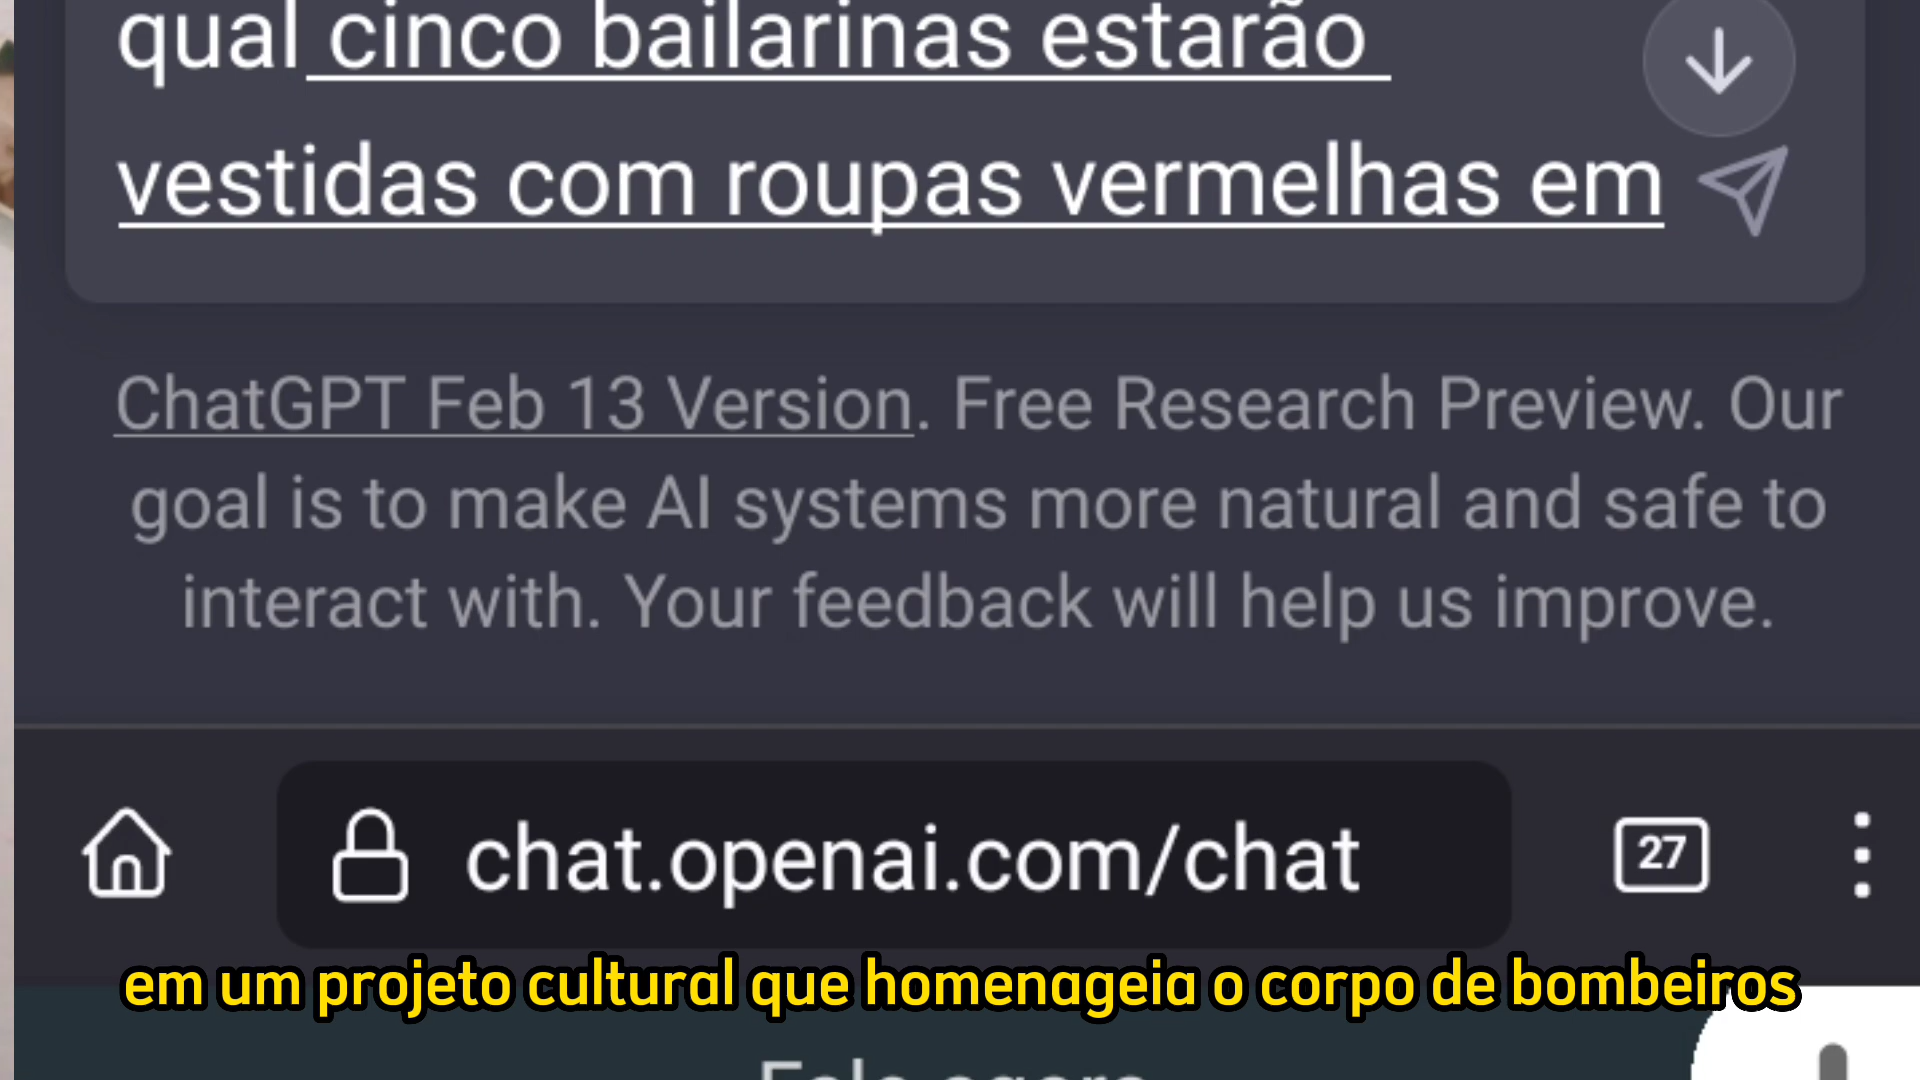 qual cinco bailarinas estarão
vestidas com roupas vermelhas em
ChatGPT Feb 13 Version. Free Research Preview. Our
goal is to make AI systems more natural and safe to
interact with. Your feedback will help us improve.
chat.openai.com/chat
27
em um projeto cultural que homenageia o corpo de bombeiros